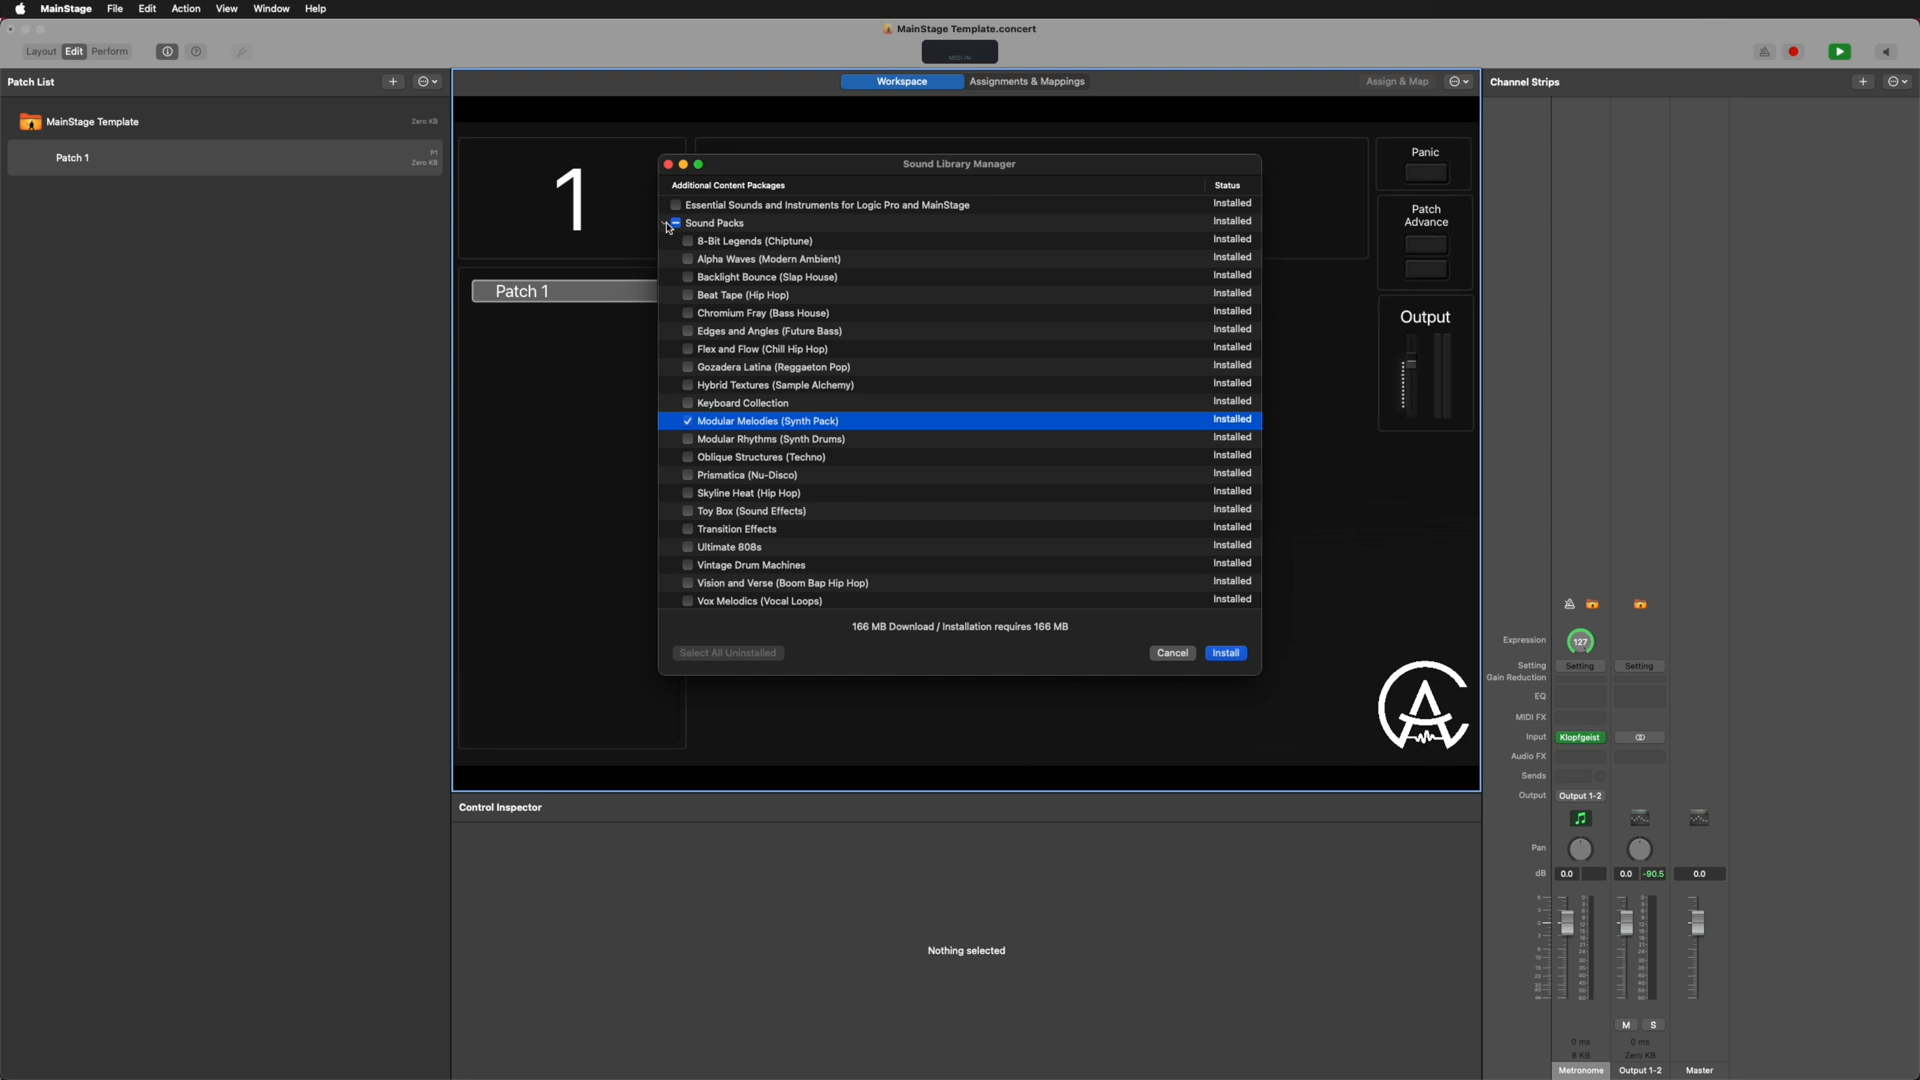 MainStage File Edit Action View Window Help
MainStage Template.concert
Layout Edit Perform
MIDI IN
Patch List
Workspace Assignments & Mappings Assign & Map
Channel Strips
MainStage Template Zero KB
Patch 1 P1
Zero KB
1
Patch 1
Panic
Patch
Advance
Output
Sound Library Manager
Additional Content Packages Status
Essential Sounds and Instruments for Logic Pro and MainStage Installed
Sound Packs Installed
8-Bit Legends (Chiptune) Installed
Alpha Waves (Modern Ambient) Installed
Backlight Bounce (Slap House) Installed
Beat Tape (Hip Hop) Installed
Chromium Fray (Bass House) Installed
Edges and Angles (Future Bass) Installed
Flex and Flow (Chill Hip Hop) Installed
Gozadera Latina (Reggaeton Pop) Installed
Hybrid Textures (Sample Alchemy) Installed
Keyboard Collection Installed
Modular Melodies (Synth Pack) Installed
Modular Rhythms (Synth Drums) Installed
Oblique Structures (Techno) Installed
Prismatica (Nu-Disco) Installed
Skyline Heat (Hip Hop) Installed
Toy Box (Sound Effects) Installed
Transition Effects Installed
Ultimate 808s Installed
Vintage Drum Machines Installed
Vision and Verse (Boom Bap Hip Hop) Installed
Vox Melodics (Vocal Loops) Installed
166 MB Download / Installation requires 166 MB
Select All Uninstalled Cancel Install
Control Inspector
Nothing selected
Expression 127
Setting Setting Setting
Gain Reduction
EQ
MIDI FX
Input Klopfgeist
Audio FX
Sends
Output Output 1-2
Pan
dB 0.0 0.0 -90.5 0.0
M S
0 ms 0 ms
8 KB Zero KB
Metronome Output 1-2 Master